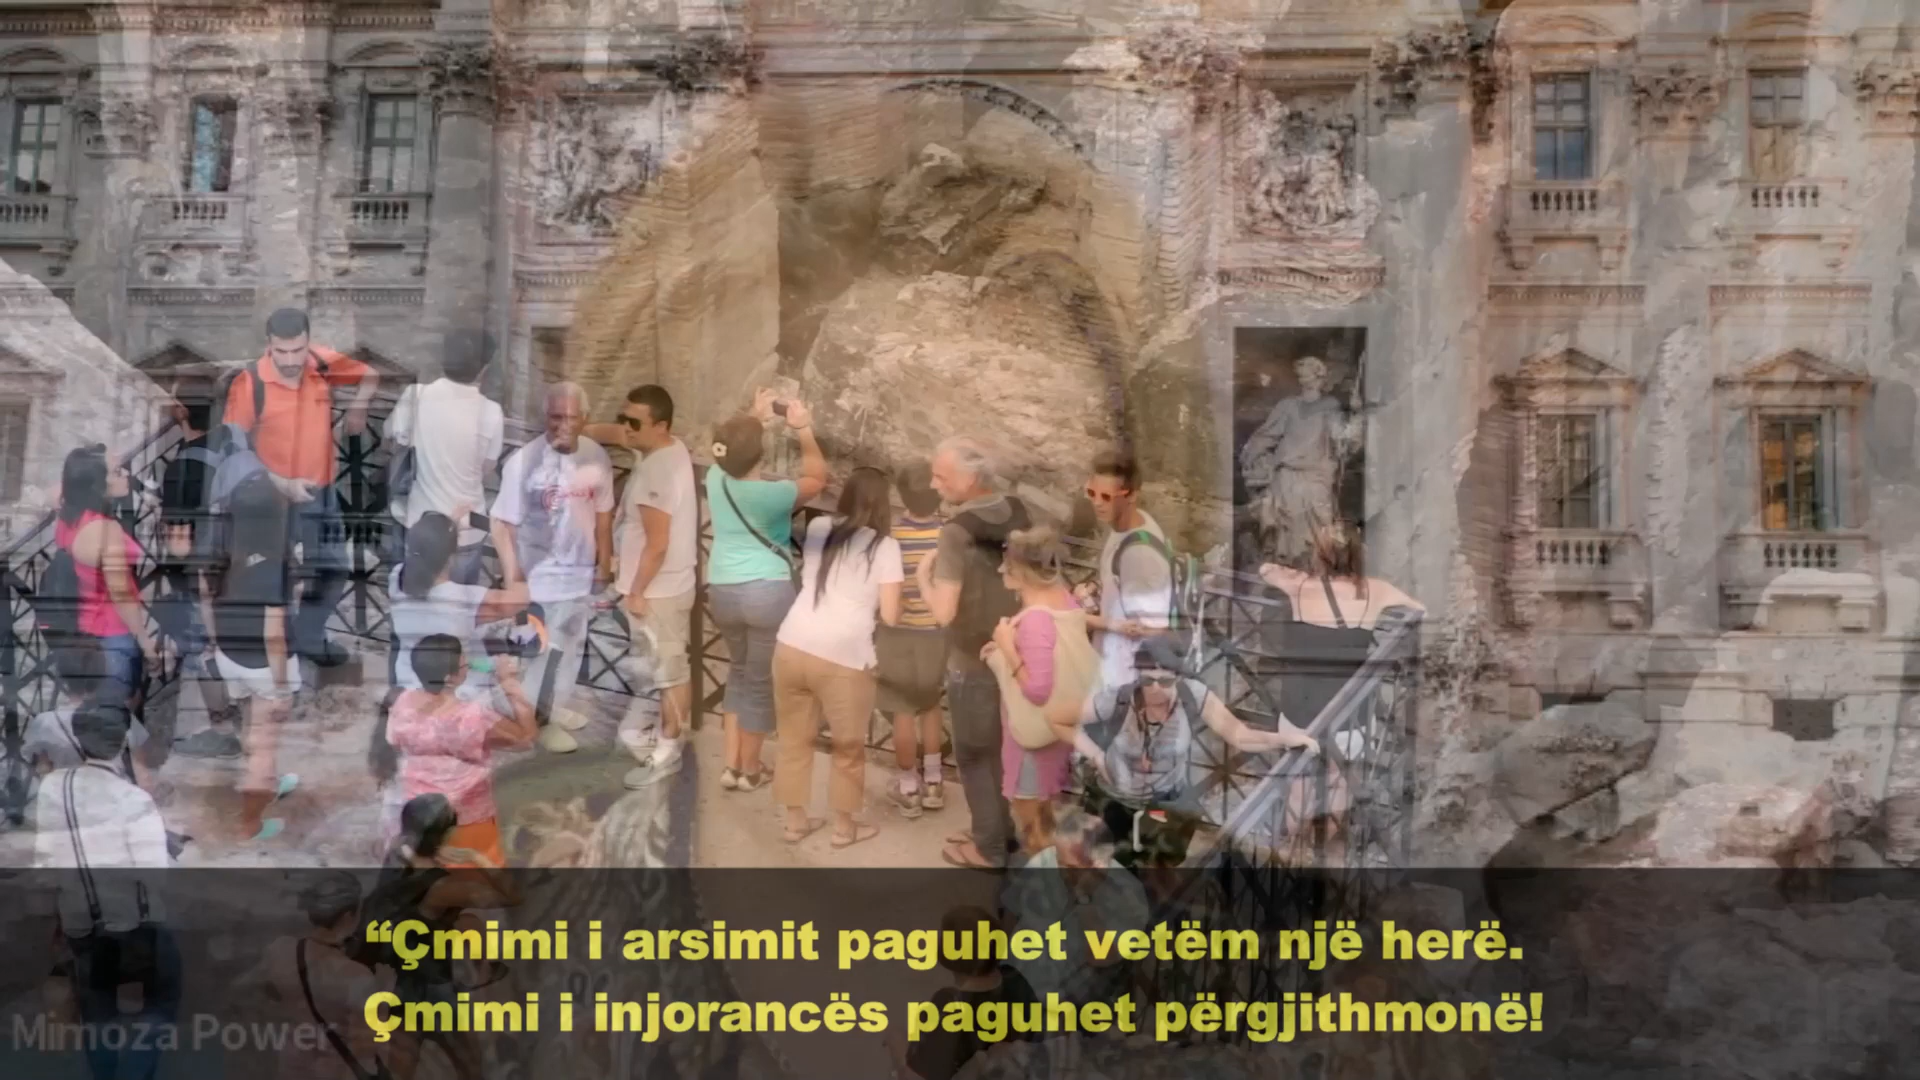 “Çmimi i arsimit paguhet vetëm një herë.
Çmimi i injorancës paguhet përgjithmonë!
Mimoza Power